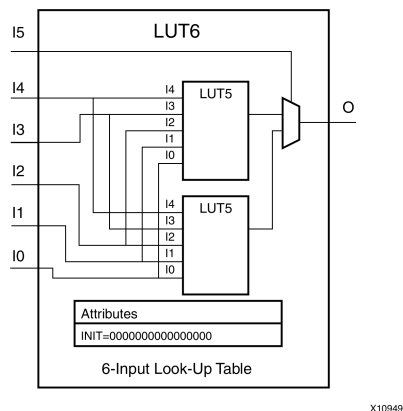 LUT6
I5
I4
I3
I2
I1
I0
I4
I3
I2
I1
I0
LUT5
I4
I3
I2
I1
I0
LUT5
O
Attributes
INIT=0000000000000000
6-Input Look-Up Table
X10949